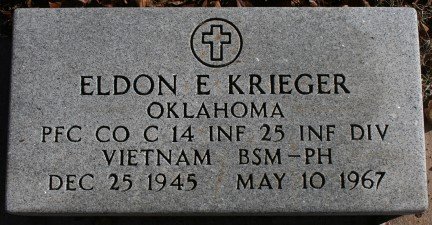 ELDON E KRIEGER
OKLAHOMA
PFC CO C 14 INF 25 INF DIV
VIETNAM BSM-PH
DEC 25 1945 MAY 10 1967